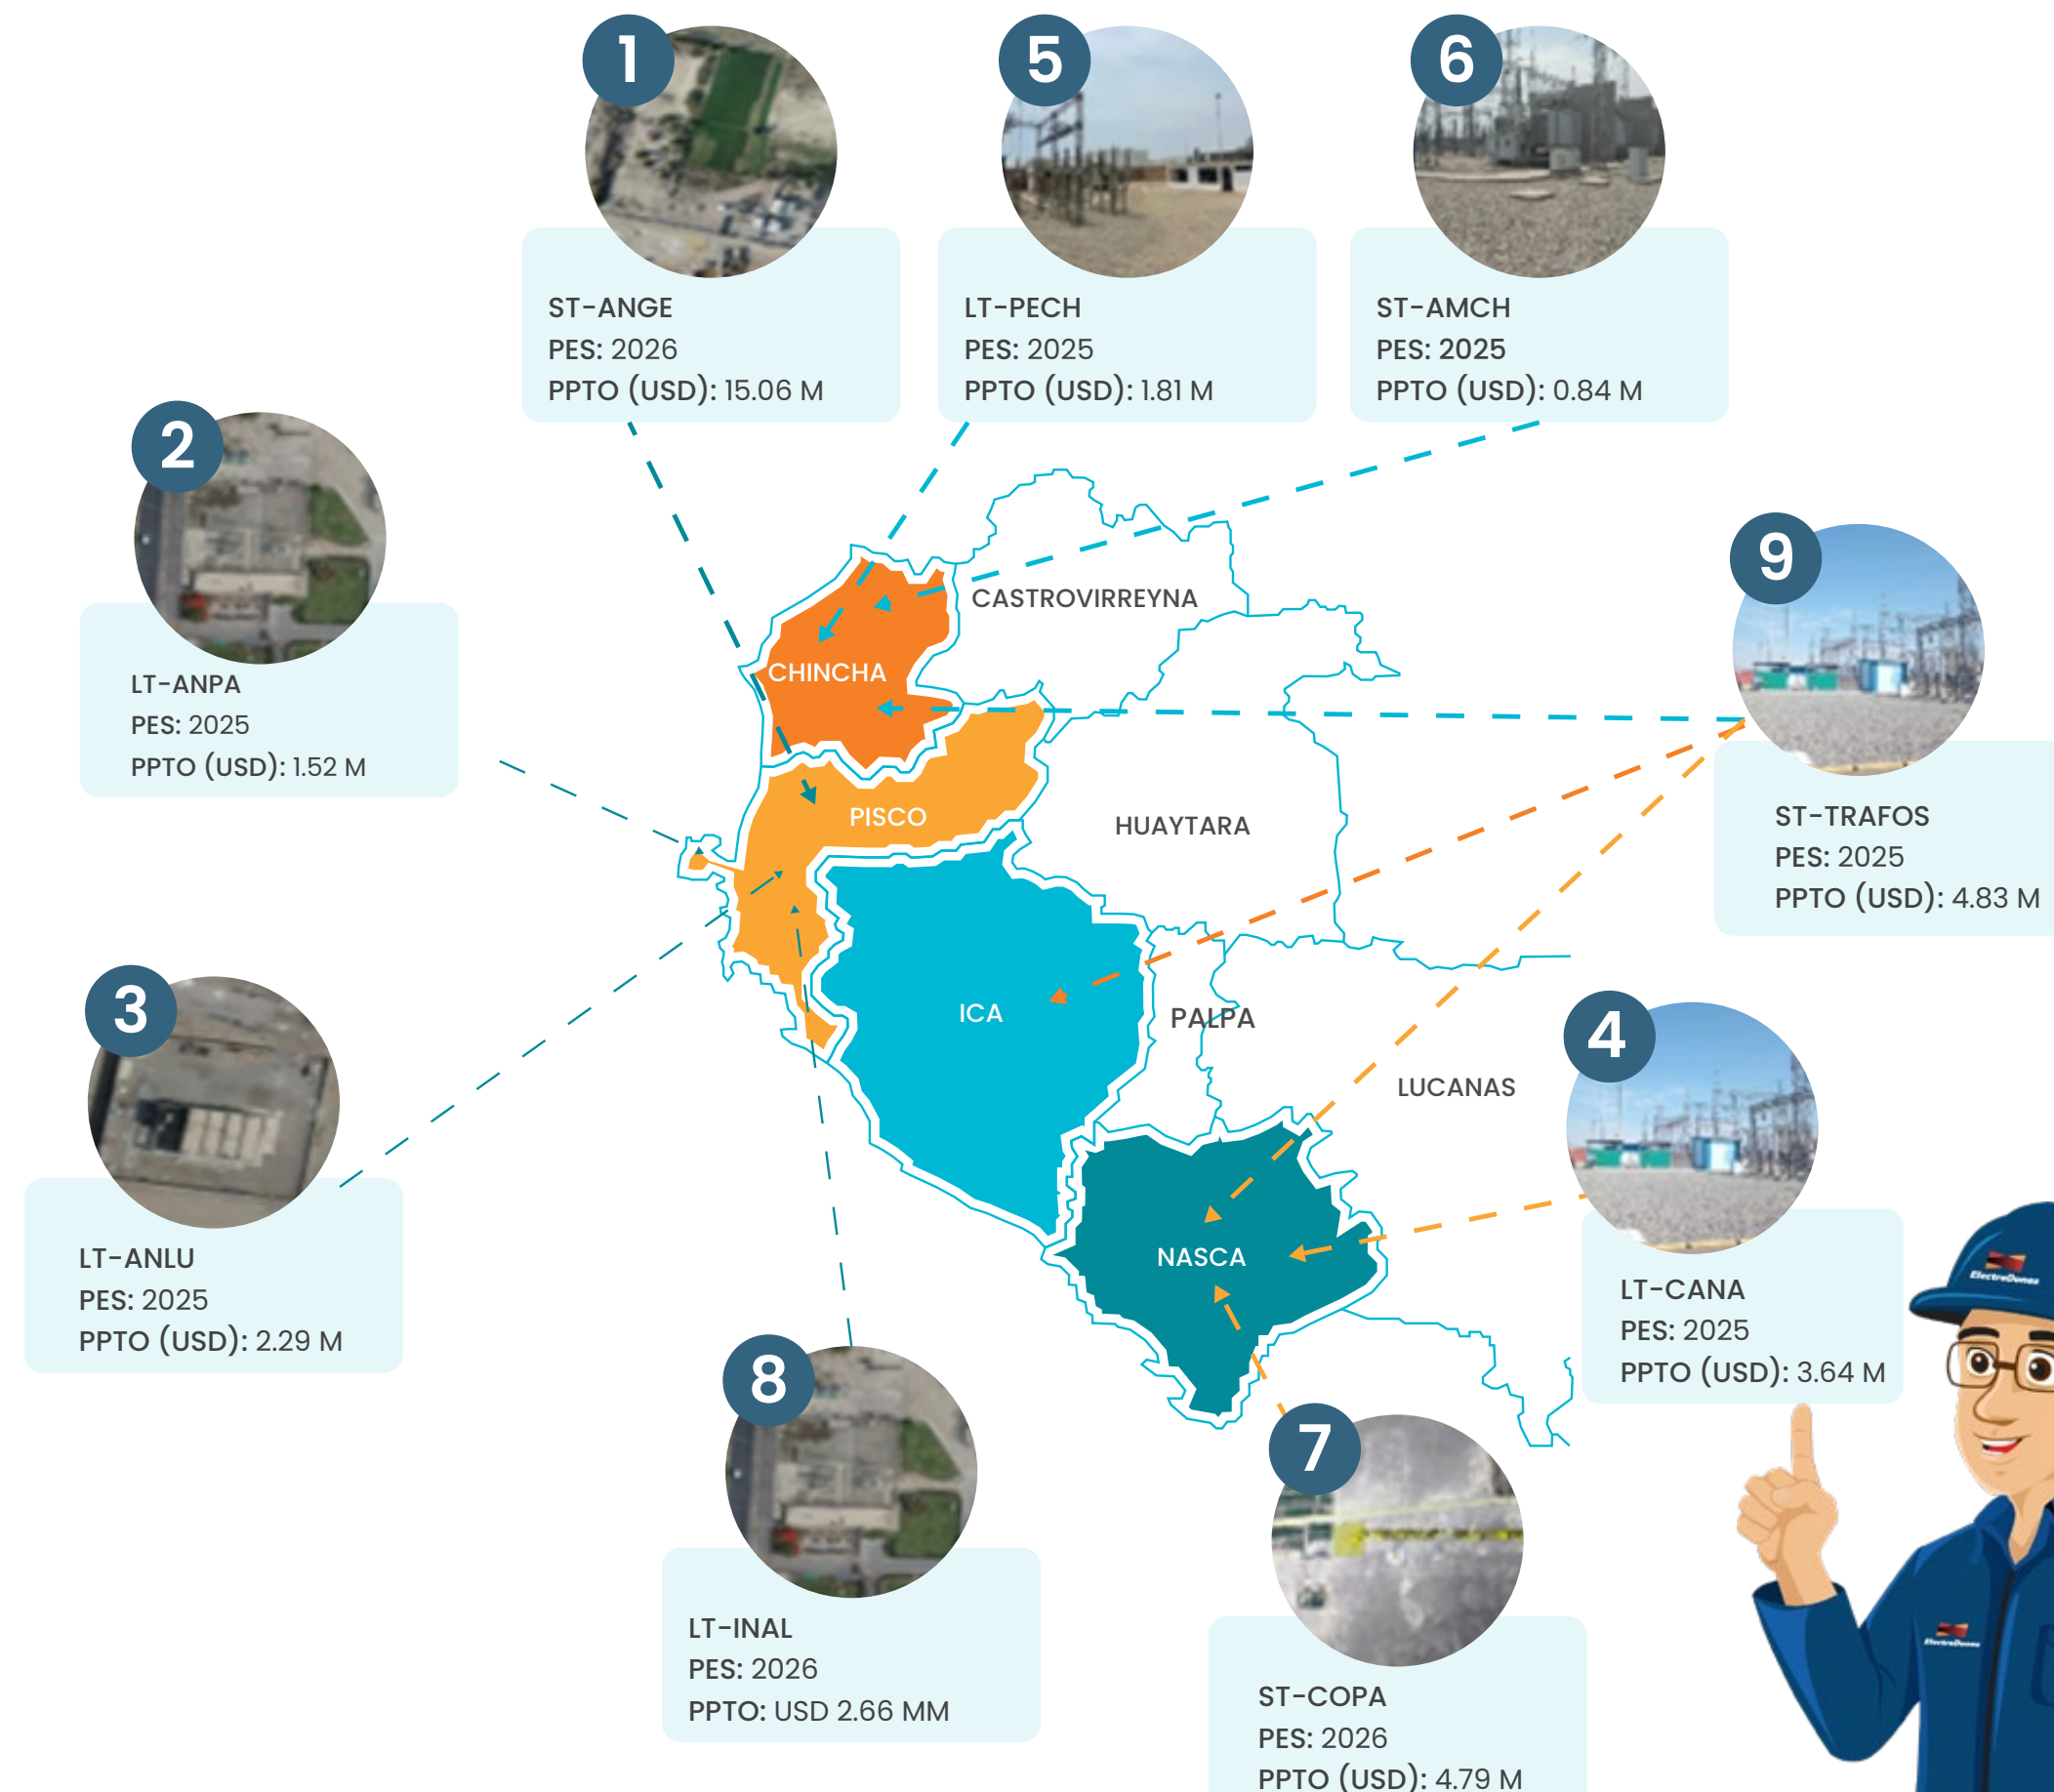 1
ST-ANGE
PES: 2026
PPTO (USD): 15.06 M
5
LT-PECH
PES: 2025
PPTO (USD): 1.81 M
6
ST-AMCH
PES: 2025
PPTO (USD): 0.84 M
2
LT-ANPA
PES: 2025
PPTO (USD): 1.52 M
9
ST-TRAFOS
PES: 2025
PPTO (USD): 4.83 M
CASTROVIRREYNA
CHINCHA
PISCO
HUAYTARA
ICA
PALPA
LUCANAS
NASCA
3
LT-ANLU
PES: 2025
PPTO (USD): 2.29 M
4
LT-CANA
PES: 2025
PPTO (USD): 3.64 M
8
LT-INAL
PES: 2026
PPTO: USD 2.66 MM
7
ST-COPA
PES: 2026
PPTO (USD): 4.79 M
ElectroDunas
ElectroDunas